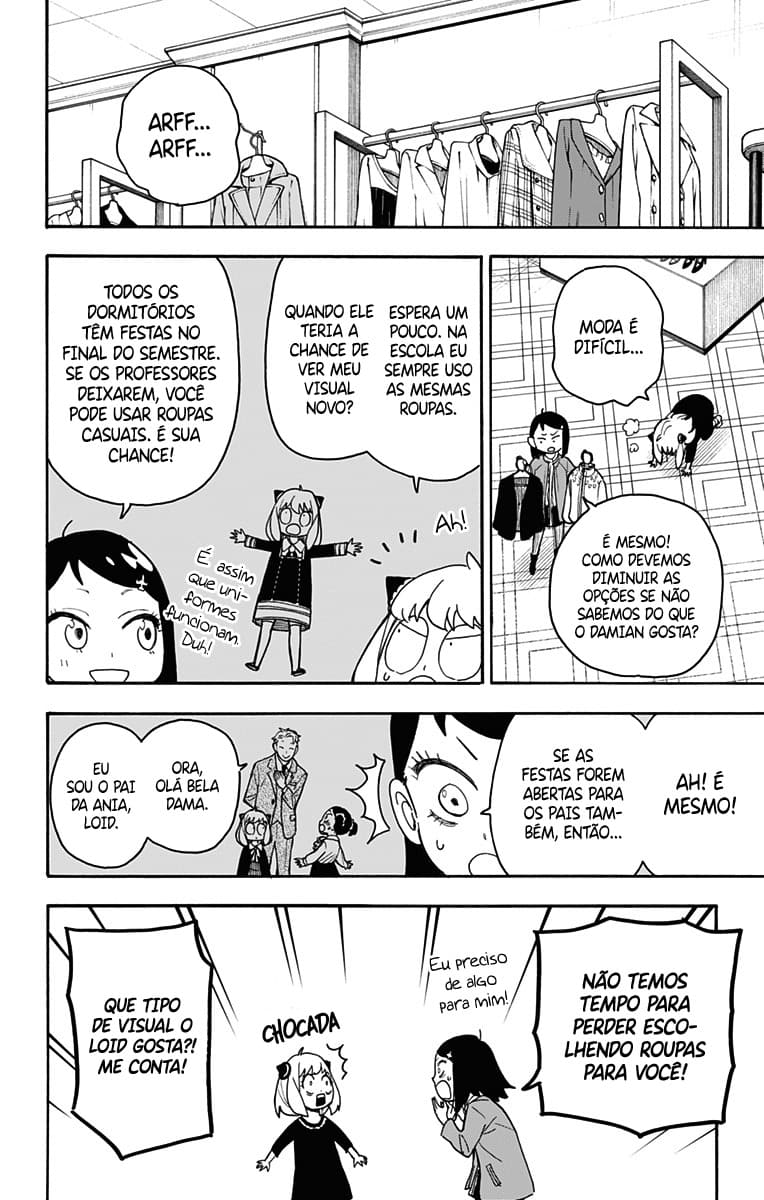 ARFF...
ARFF...
MODA É
DIFÍCIL...
É MESMO!
COMO DEVEMOS
DIMINUIR AS
OPÇÕES SE NÃO
SABEMOS DO QUE
O DAMIAN GOSTA?
ESPERA UM
POUCO. NA
ESCOLA EU
SEMPRE USO
AS MESMAS
ROUPAS.
QUANDO ELE
TERIA A
CHANCE DE
VER MEU
VISUAL
NOVO?
Ah!
É assim
que uni-
formes
funcionam.
Duh!
TODOS OS
DORMITÓRIOS
TÊM FESTAS NO
FINAL DO SEMESTRE.
SE OS PROFESSORES
DEIXAREM, VOCÊ
PODE USAR ROUPAS
CASUAIS. É SUA
CHANCE!
AH! É
MESMO!
SE AS
FESTAS FOREM
ABERTAS PARA
OS PAIS TAM-
BÉM, ENTÃO...
ORA,
OLÁ BELA
DAMA.
EU
SOU O PAI
DA ANIA,
LOID.
NÃO TEMOS
TEMPO PARA
PERDER ESCO-
LHENDO ROUPAS
PARA VOCÊ!
Eu preciso
de algo
para mim!
CHOCADA
QUE TIPO
DE VISUAL O
LOID GOSTA?!
ME CONTA!